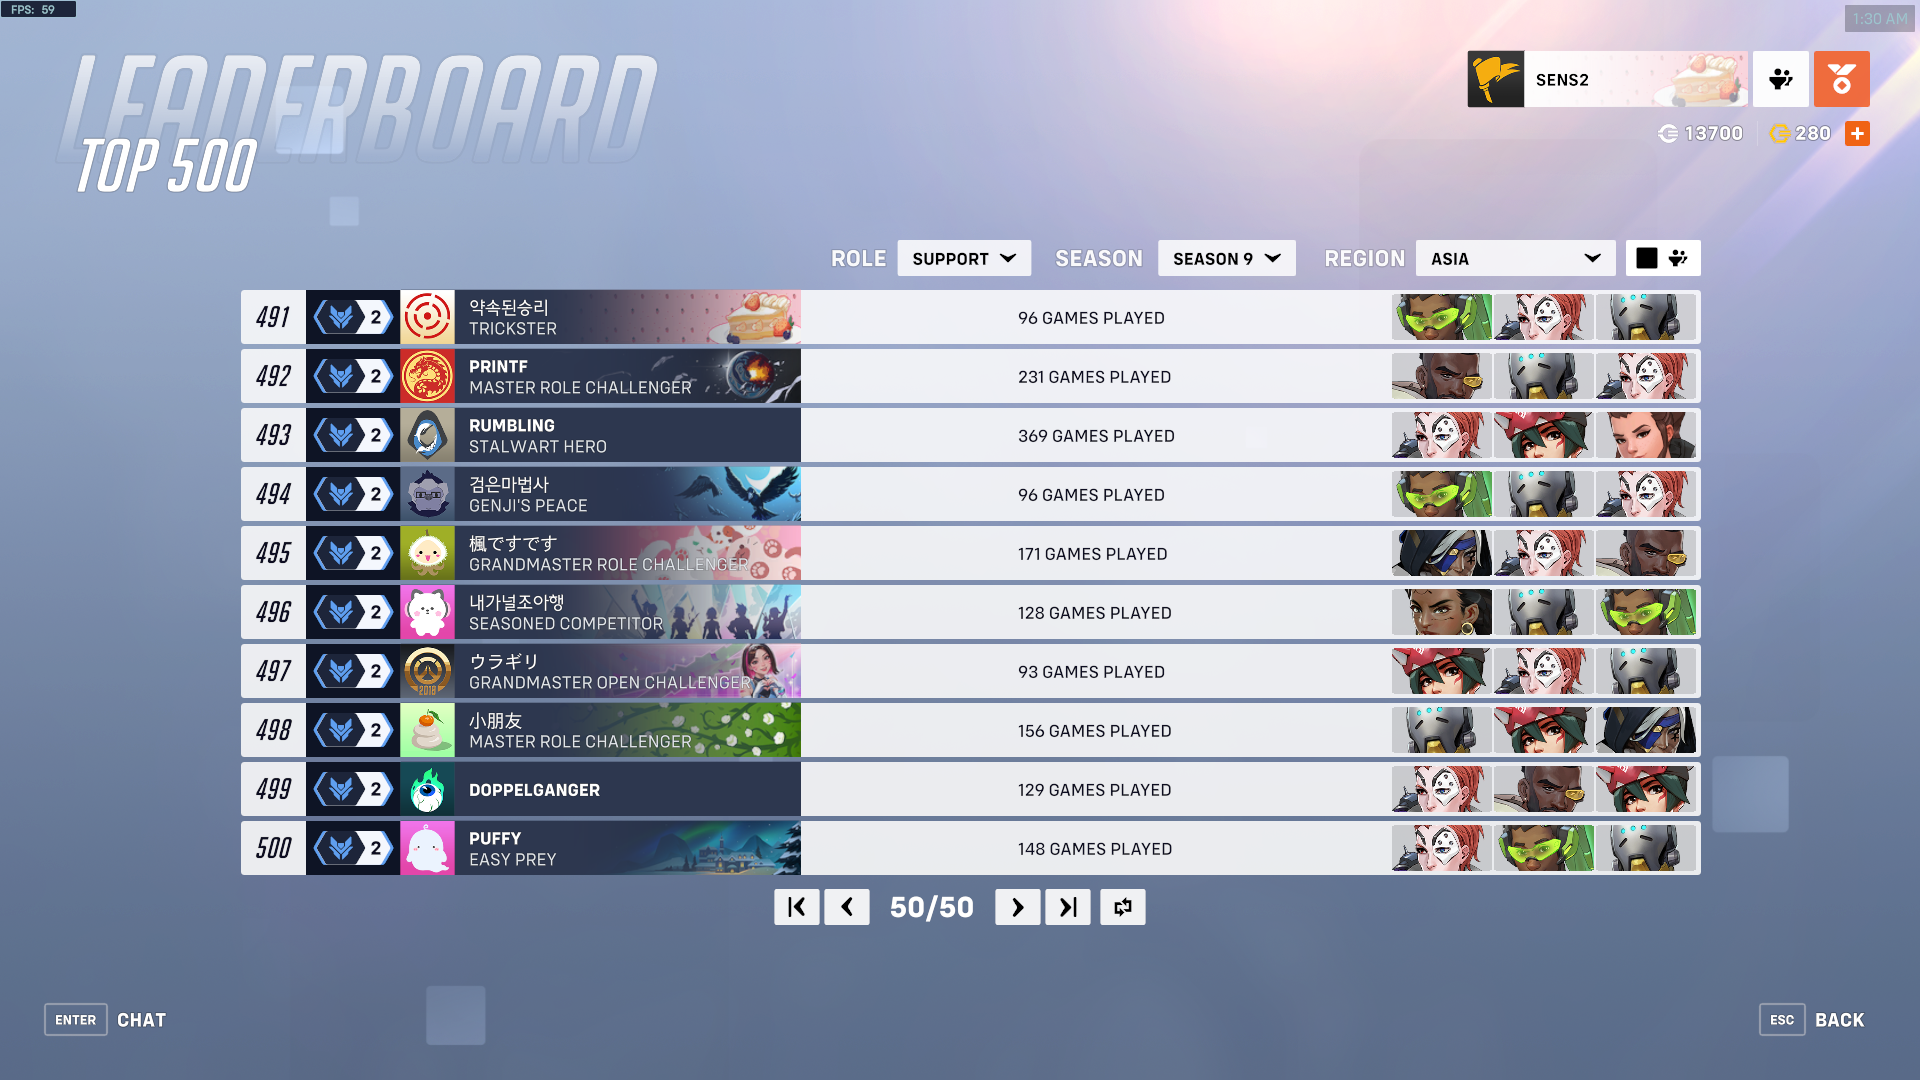 FPS: 59
1:30 AM
LEADERBOARD
TOP 500
SENS2
13700
280
ROLE SUPPORT SEASON SEASON 9 REGION ASIA
491 2 약속된승리 96 GAMES PLAYED
TRICKSTER
492 2 PRINTF 231 GAMES PLAYED
MASTER ROLE CHALLENGER
493 2 RUMBLING 369 GAMES PLAYED
STALWART HERO
494 2 검은마법사 96 GAMES PLAYED
GENJI'S PEACE
495 2 楓ですです 171 GAMES PLAYED
GRANDMASTER ROLE CHALLENGER
496 2 내가널조아행 128 GAMES PLAYED
SEASONED COMPETITOR
497 2 2018 ウラギリ 93 GAMES PLAYED
GRANDMASTER OPEN CHALLENGER
498 2 小朋友 156 GAMES PLAYED
MASTER ROLE CHALLENGER
499 2 DOPPELGANGER 129 GAMES PLAYED
500 2 PUFFY 148 GAMES PLAYED
EASY PREY
50/50
ENTER CHAT
ESC BACK